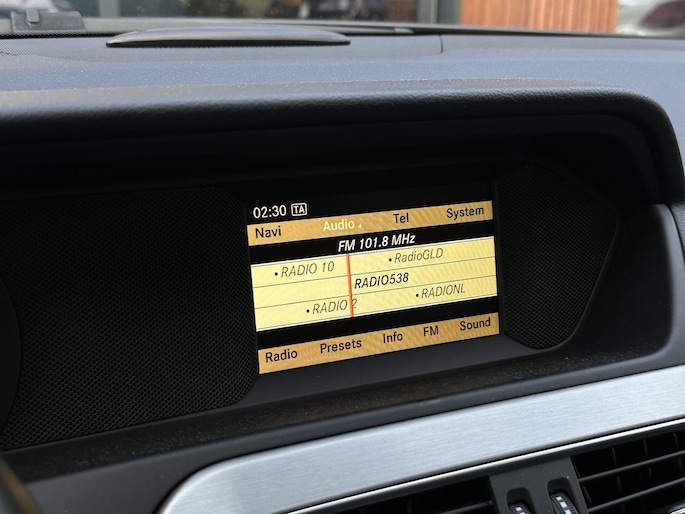 02:30 TA
Navi Audio Tel System
FM 101.8 MHz
RADIO 10 RadioGLD
RADIO538
RADIO 2 RADIONL
Radio Presets Info FM Sound